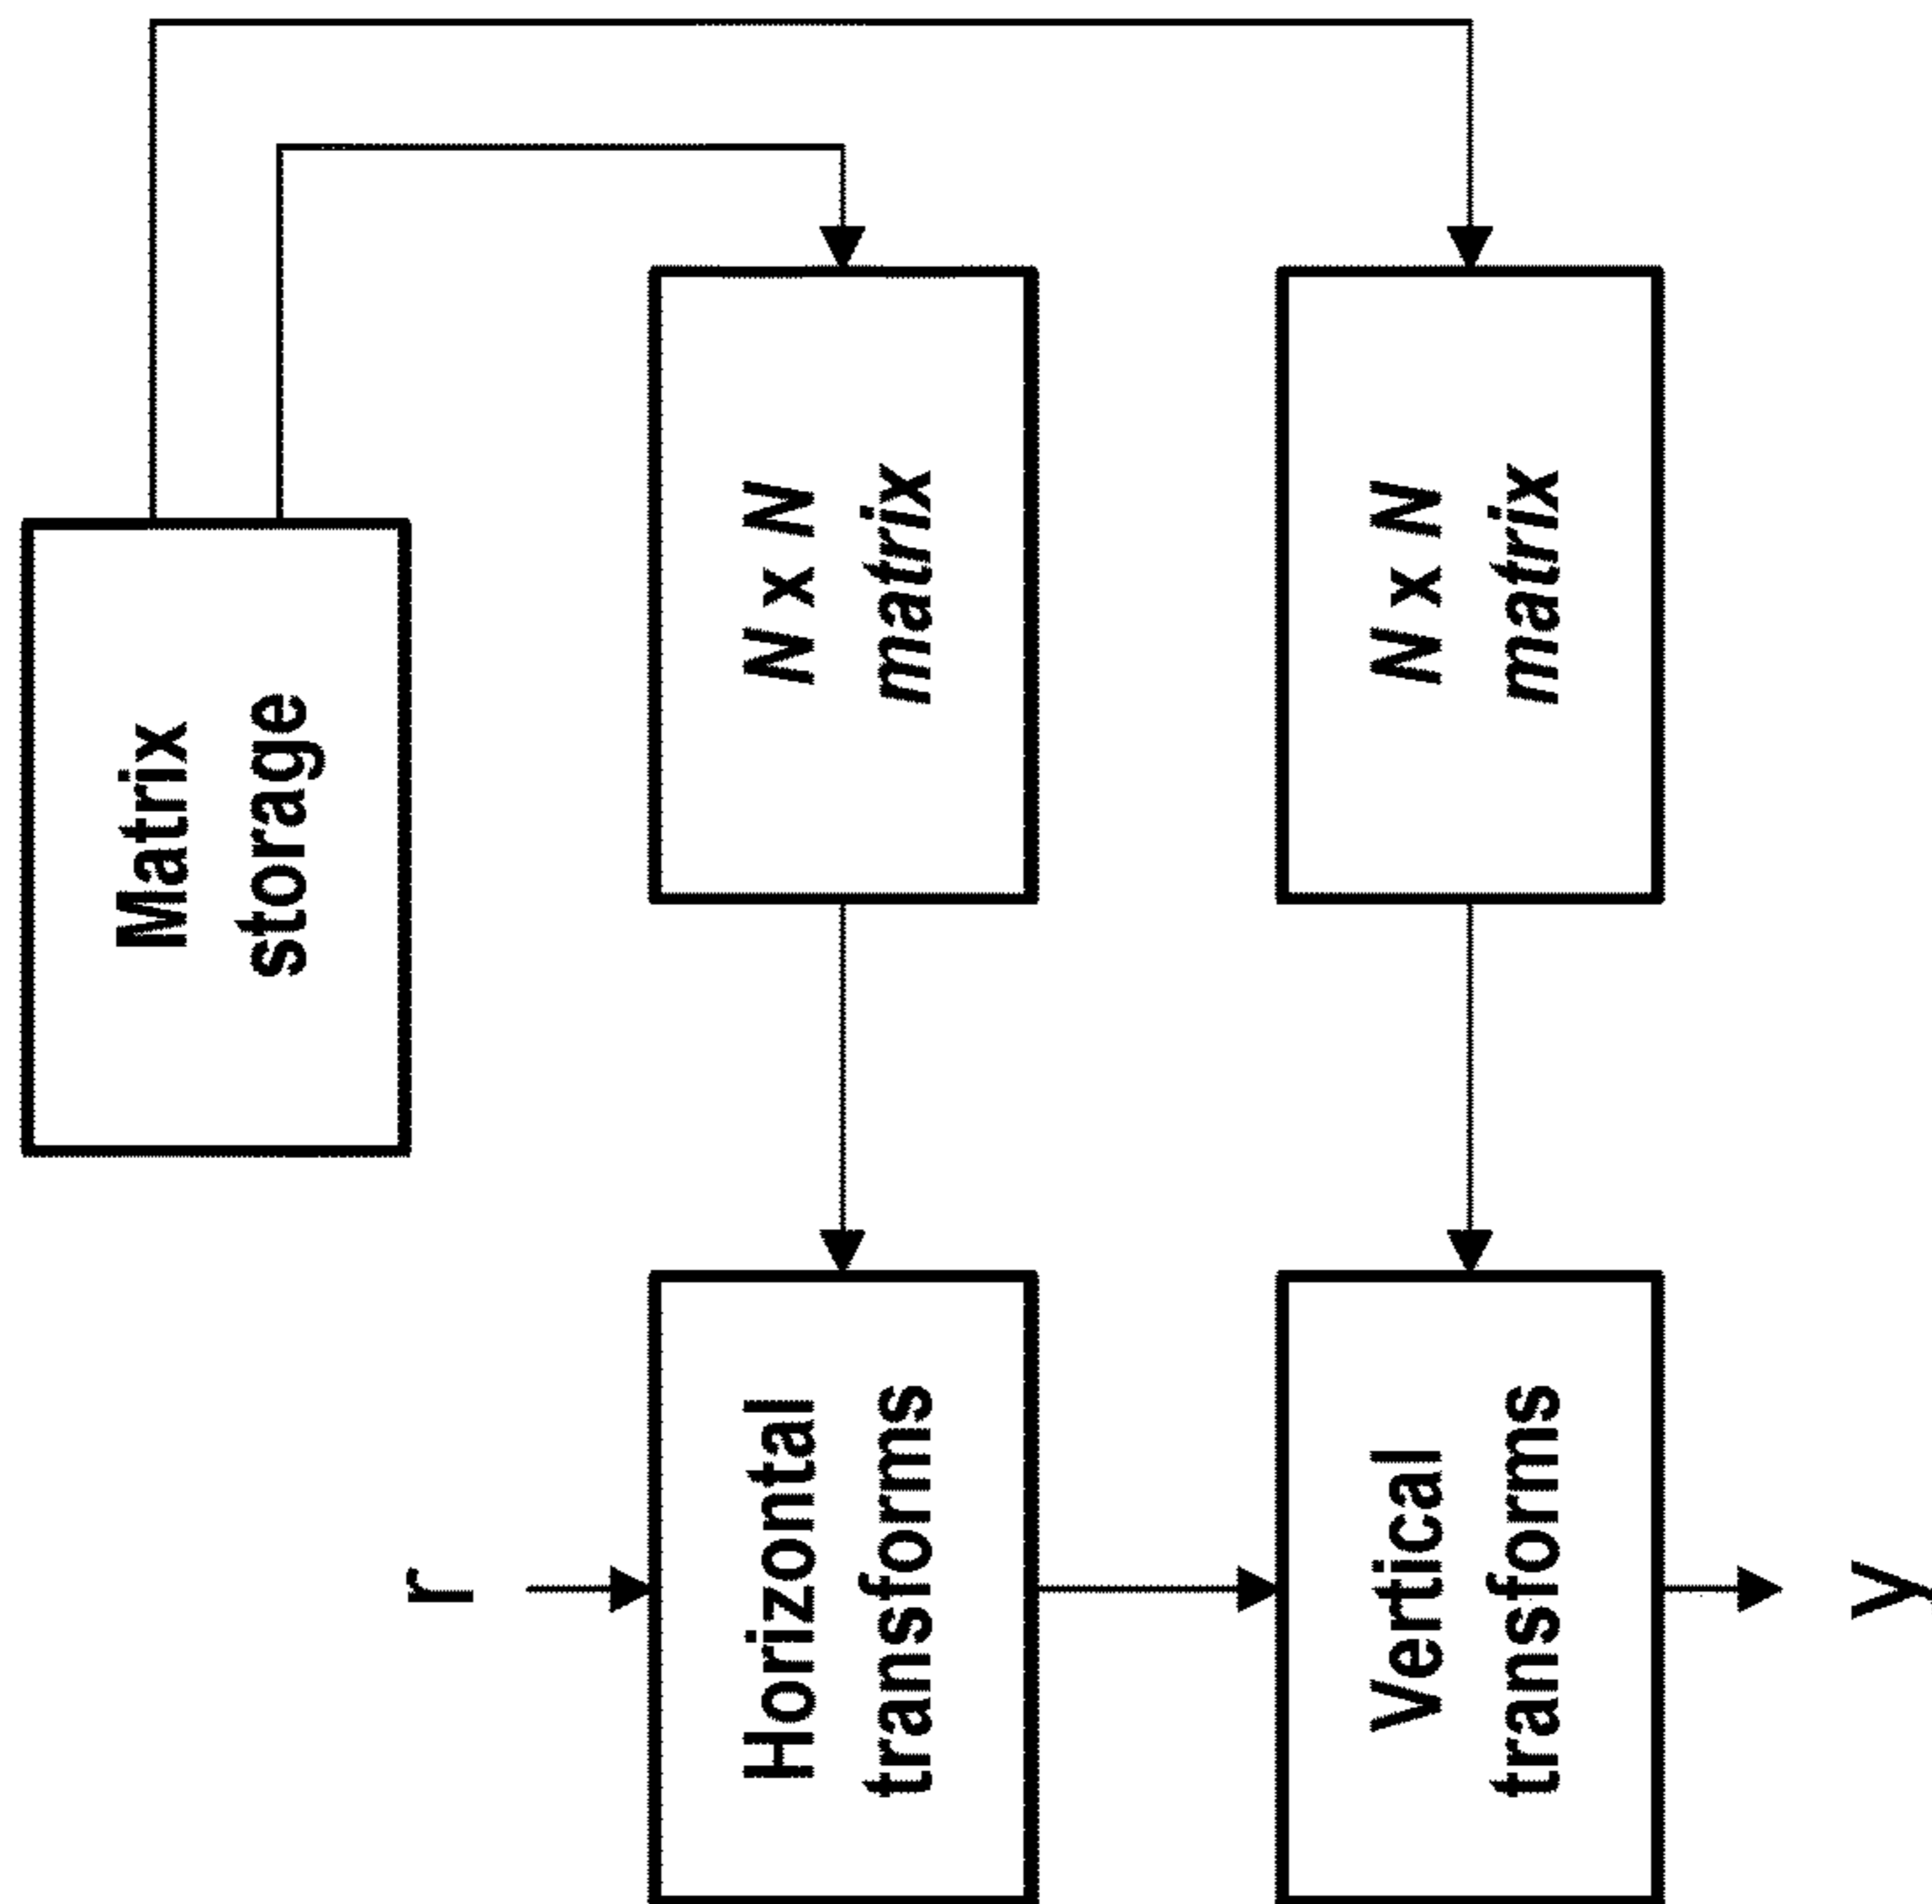 Matrix
storage
r
Horizontal
transforms
N x N
matrix
Vertical
transforms
N x N
matrix
y